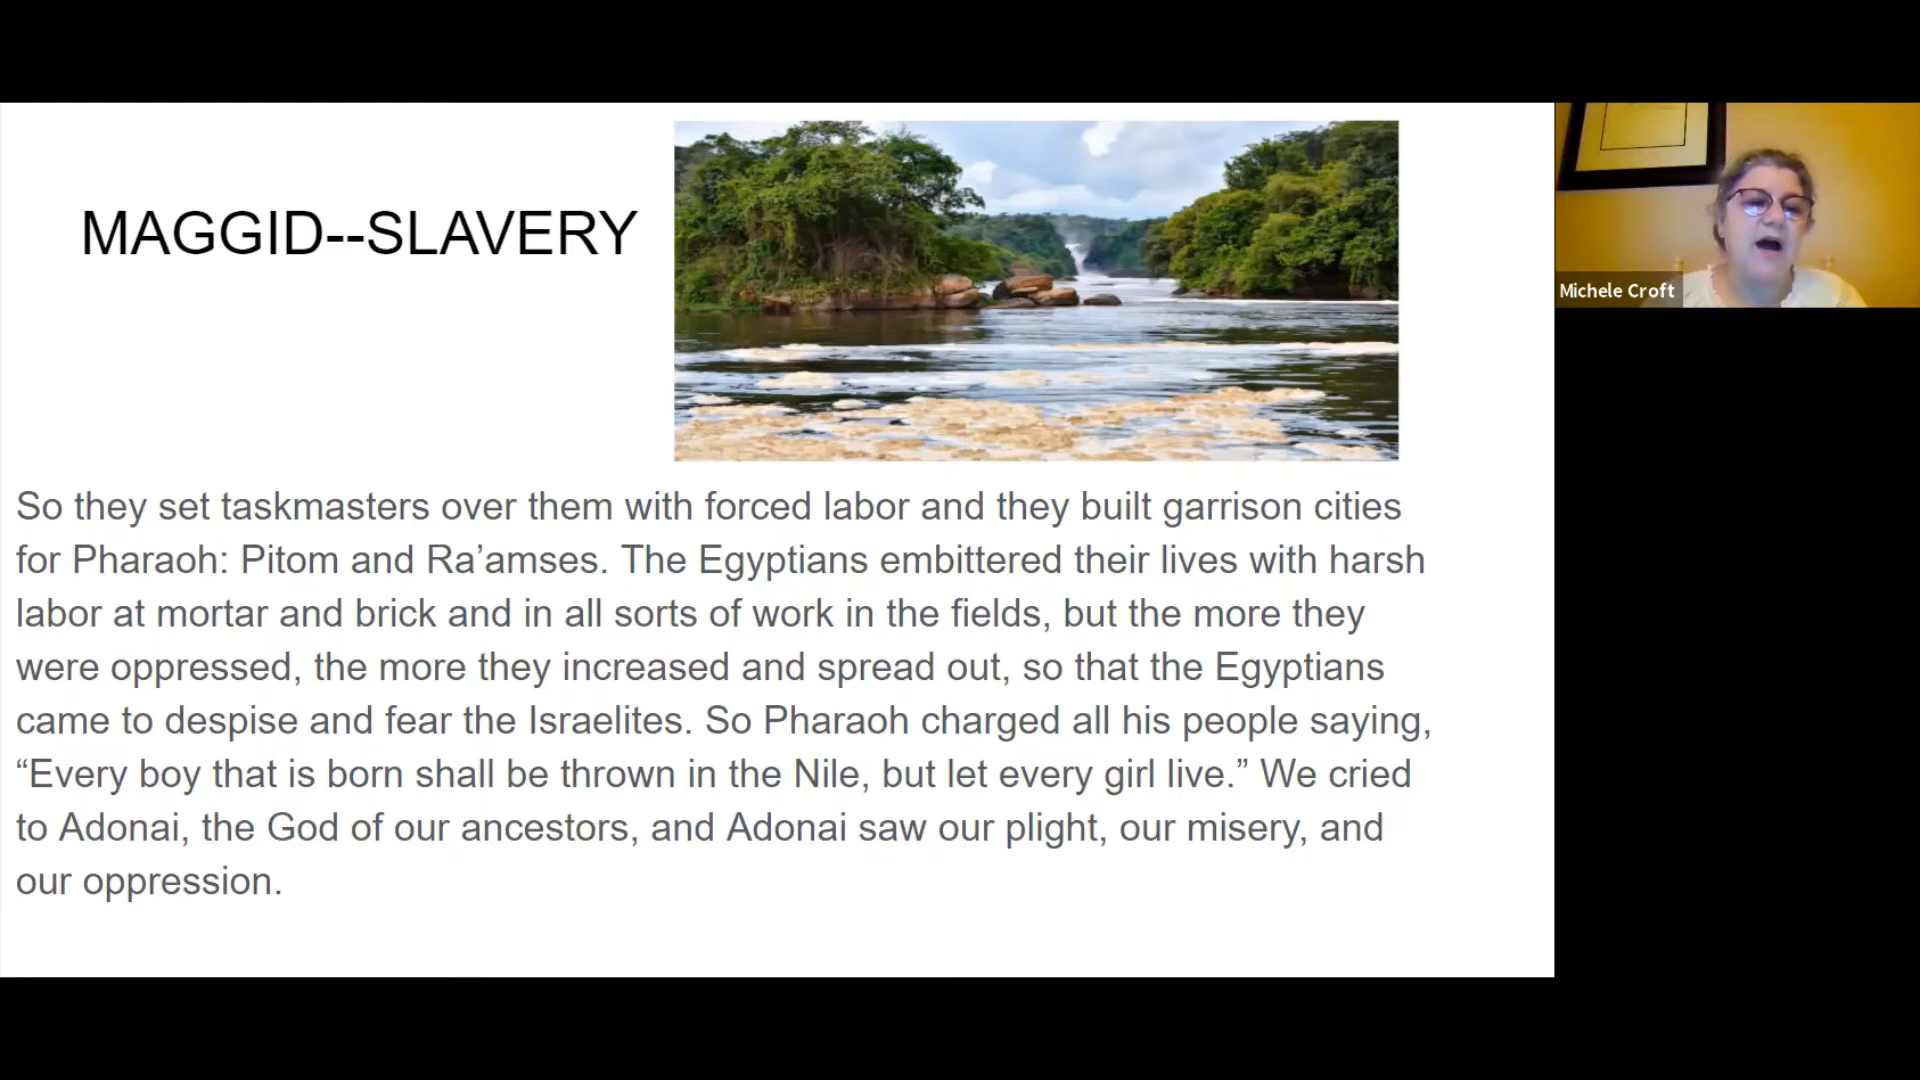 MAGGID--SLAVERY
Michele Croft
So they set taskmasters over them with forced labor and they built garrison cities
for Pharaoh: Pitom and Ra’amses. The Egyptians embittered their lives with harsh
labor at mortar and brick and in all sorts of work in the fields, but the more they
were oppressed, the more they increased and spread out, so that the Egyptians
came to despise and fear the Israelites. So Pharaoh charged all his people saying,
“Every boy that is born shall be thrown in the Nile, but let every girl live.” We cried
to Adonai, the God of our ancestors, and Adonai saw our plight, our misery, and
our oppression.